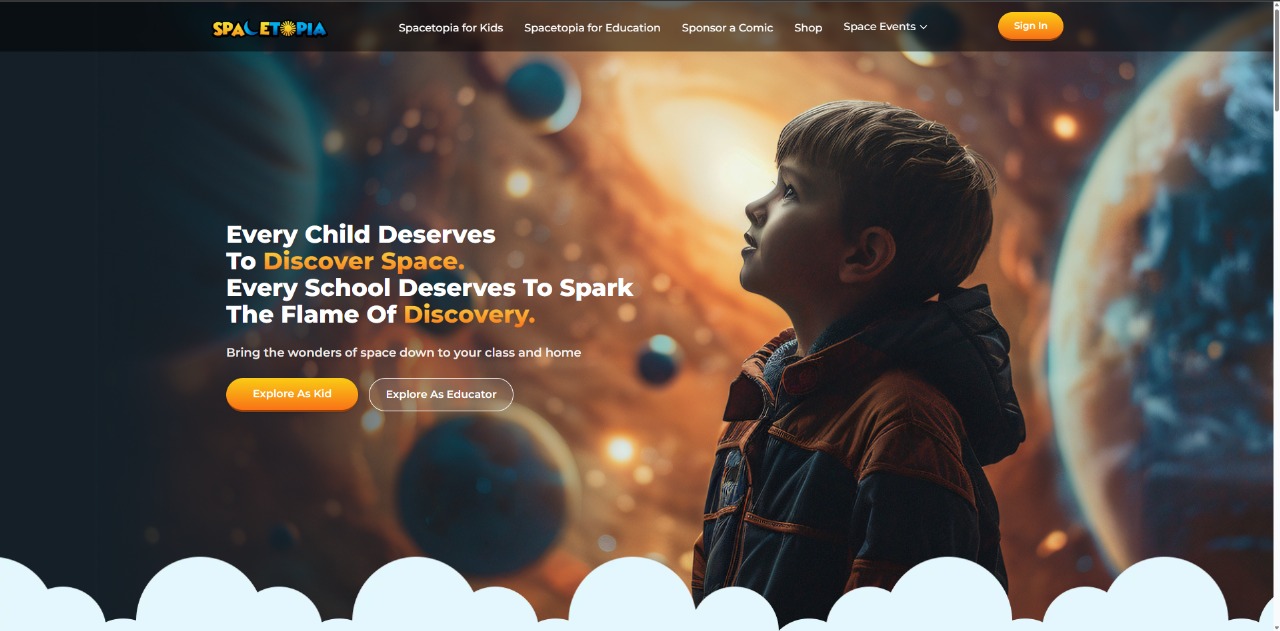 SPACETOPIA
Spacetopia for Kids
Spacetopia for Education
Sponsor a Comic
Shop
Space Events
Sign In
Every Child Deserves
To Discover Space.
Every School Deserves To Spark
The Flame Of Discovery.
Bring the wonders of space down to your class and home
Explore As Kid
Explore As Educator